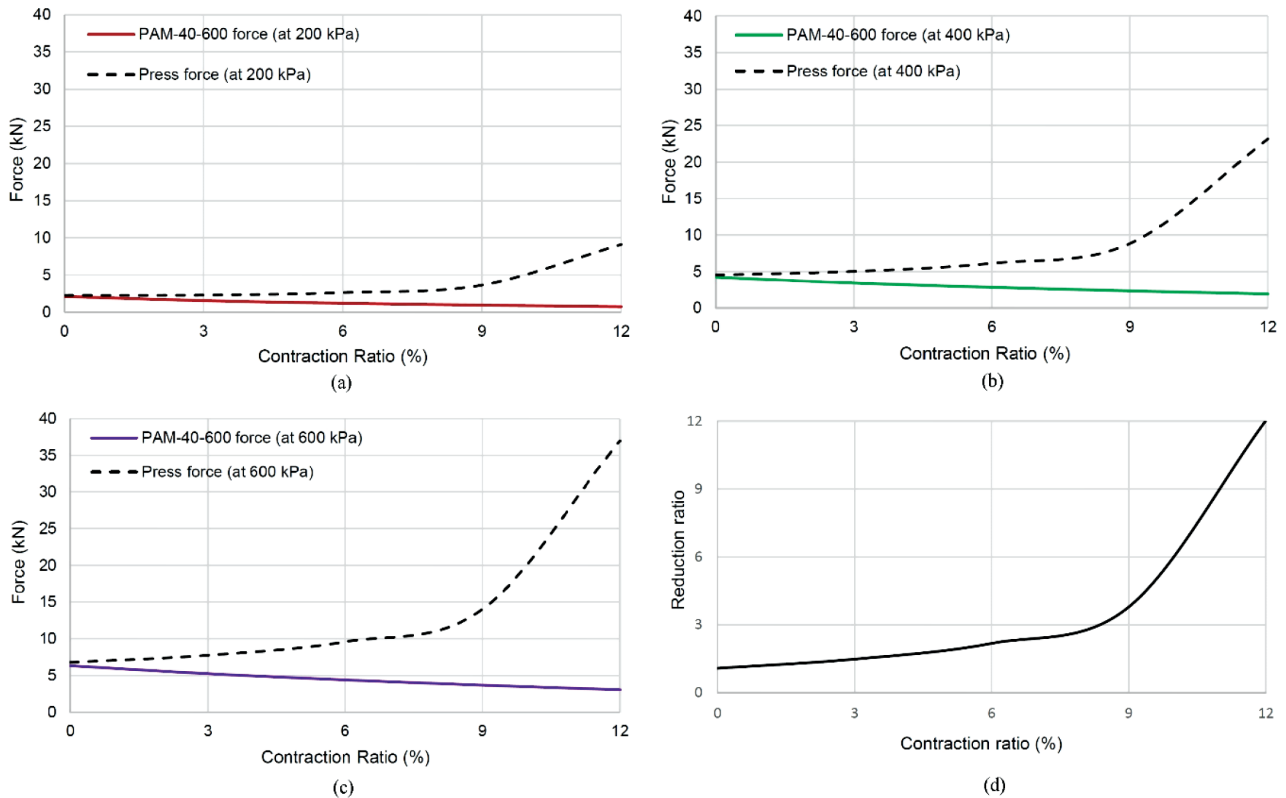 40
35
30
25
20
15
10
5
0
Force (kN)
PAM-40-600 force (at 200 kPa)
Press force (at 200 kPa)
0 3 6 9 12
Contraction Ratio (%)
(a)
40
35
30
25
20
15
10
5
0
Force (kN)
PAM-40-600 force (at 400 kPa)
Press force (at 400 kPa)
0 3 6 9 12
Contraction Ratio (%)
(b)
40
35
30
25
20
15
10
5
0
Force (kN)
PAM-40-600 force (at 600 kPa)
Press force (at 600 kPa)
0 3 6 9 12
Contraction Ratio (%)
(c)
12
9
6
3
0
Reduction ratio
0 3 6 9 12
Contraction ratio (%)
(d)